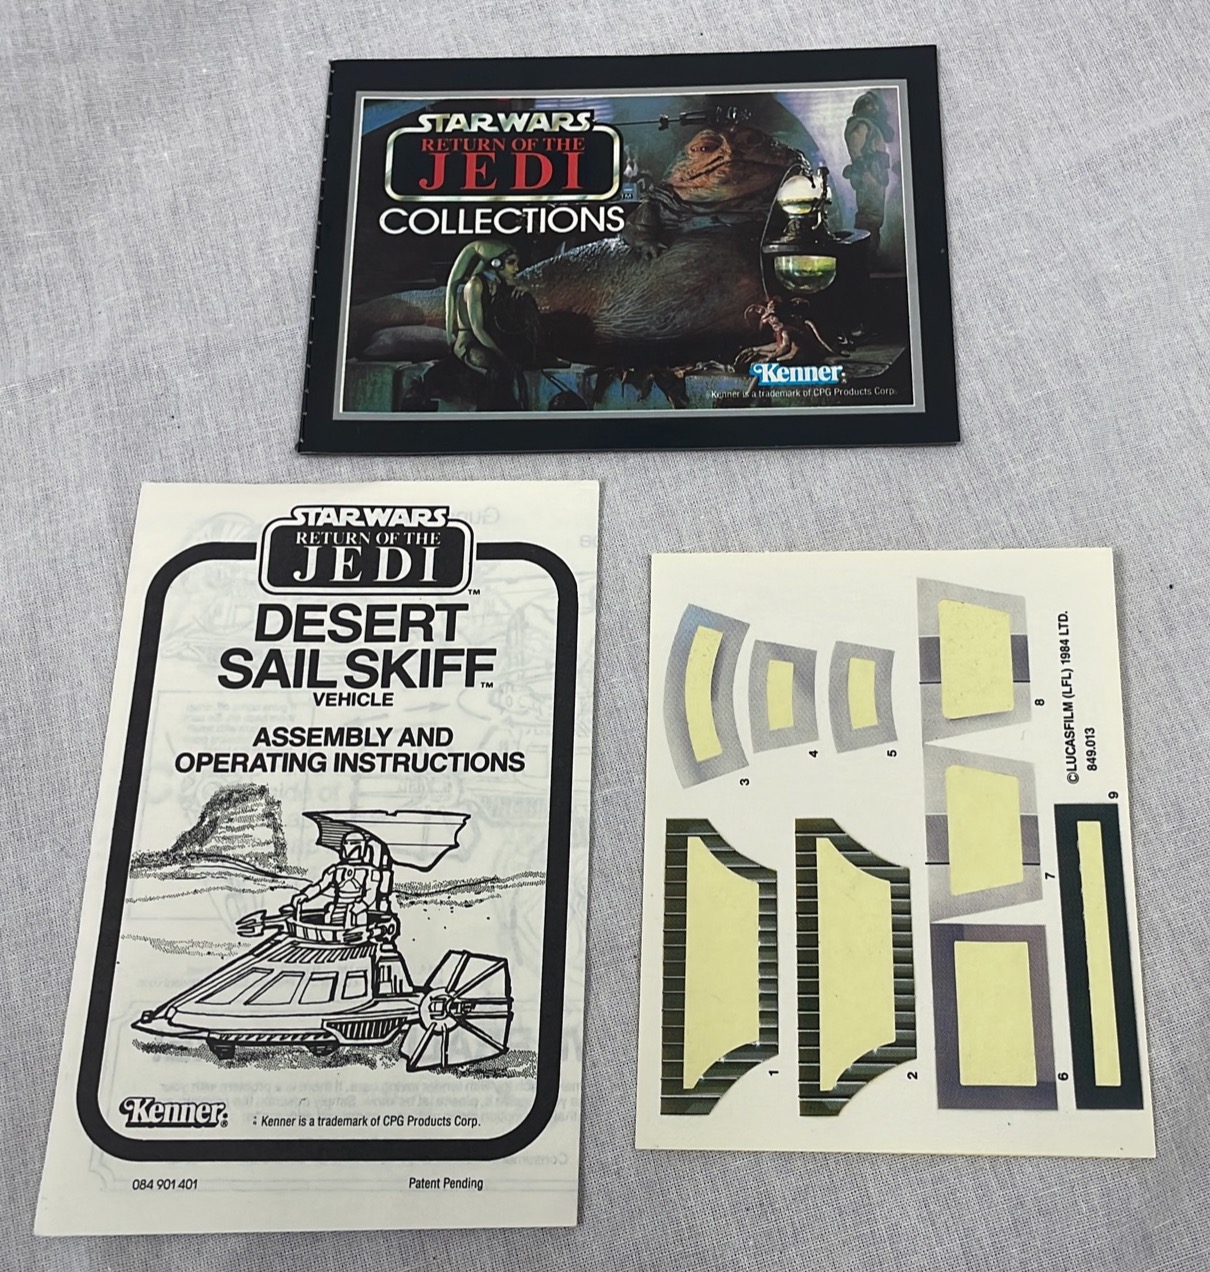 STAR WARS
RETURN OF THE
JEDI
COLLECTIONS
Kenner
Kenner is a trademark of CPG Products Corp.
STAR WARS
RETURN OF THE
JEDI
TM
DESERT
SAIL SKIFF TM
VEHICLE
ASSEMBLY AND
OPERATING INSTRUCTIONS
Kenner
Kenner is a trademark of CPG Products Corp.
084 901 401
Patent Pending
1
2
3
4
5
6
7
8
9
©LUCASFILM (LFL) 1984 LTD.
849.013